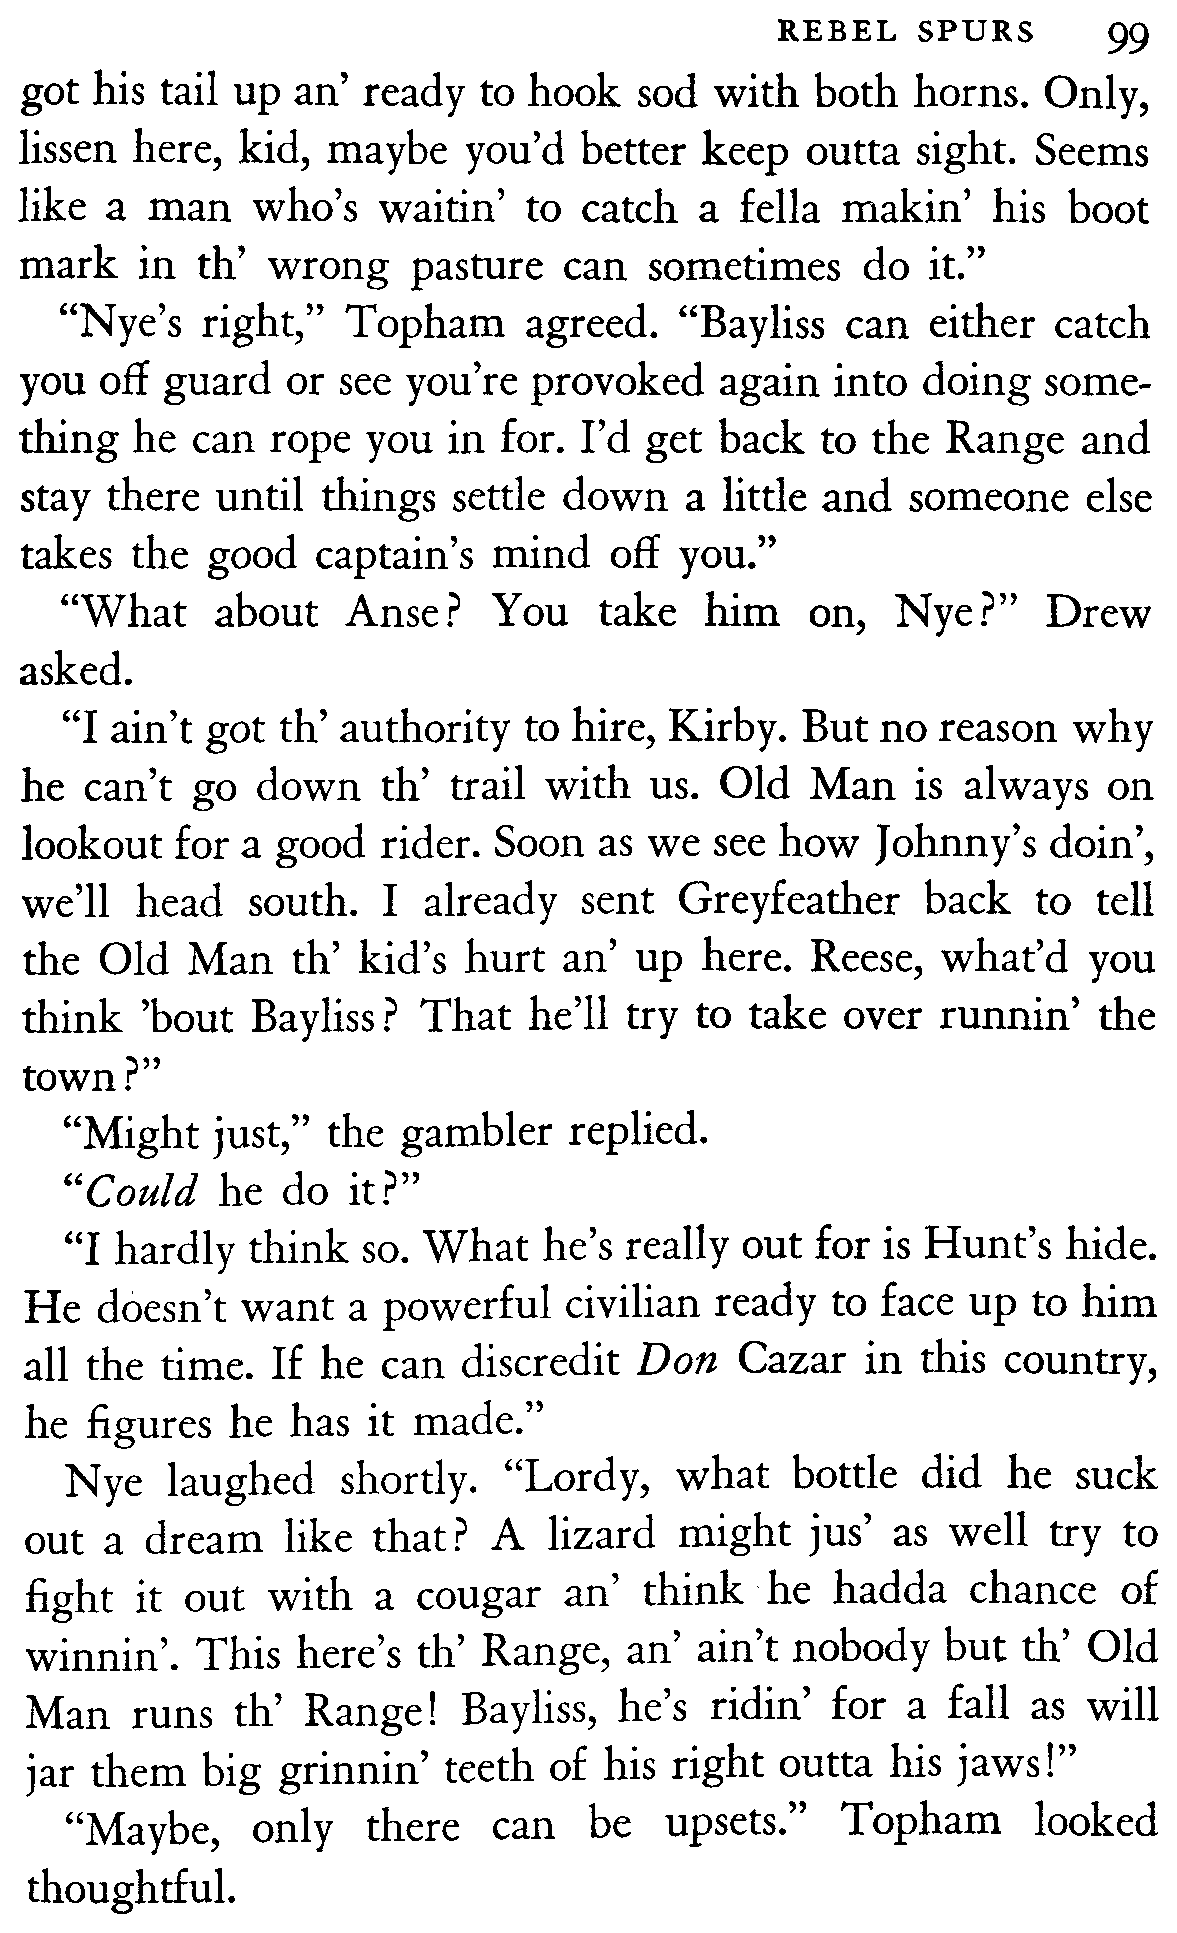 REBEL SPURS 99
got his tail up an’ ready to hook sod with both horns. Only,
lissen here, kid, maybe you’d better keep outta sight. Seems
like a man who’s waitin’ to catch a fella makin’ his boot
mark in th’ wrong pasture can sometimes do it.”
“Nye’s right,” Topham agreed. “Bayliss can either catch
you off guard or see you’re provoked again into doing some-
thing he can rope you in for. I’d get back to the Range and
stay there until things settle down a little and someone else
takes the good captain’s mind off you.”
“What about Anse? You take him on, Nye?” Drew
asked.
“I ain’t got th’ authority to hire, Kirby. But no reason why
he can’t go down th’ trail with us. Old Man is always on
lookout for a good rider. Soon as we see how Johnny’s doin’,
we’ll head south. I already sent Greyfeather back to tell
the Old Man th’ kid’s hurt an’ up here. Reese, what’d you
think ’bout Bayliss? That he’ll try to take over runnin’ the
town?”
“Might just,” the gambler replied.
“Could he do it?”
“I hardly think so. What he’s really out for is Hunt’s hide.
He doesn’t want a powerful civilian ready to face up to him
all the time. If he can discredit Don Cazar in this country,
he figures he has it made.”
Nye laughed shortly. “Lordy, what bottle did he suck
out a dream like that? A lizard might jus’ as well try to
fight it out with a cougar an’ think he hadda chance of
winnin’. This here’s th’ Range, an’ ain’t nobody but th’ Old
Man runs th’ Range! Bayliss, he’s ridin’ for a fall as will
jar them big grinnin’ teeth of his right outta his jaws!”
“Maybe, only there can be upsets.” Topham looked
thoughtful.